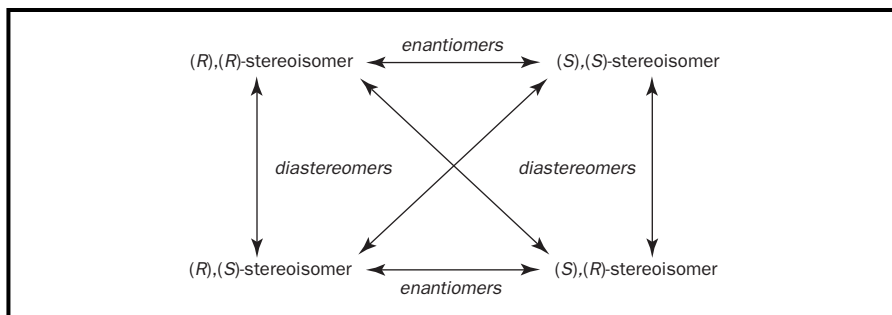 enantiomers
(R),(R)-stereoisomer (S),(S)-stereoisomer
diastereomers diastereomers
(R),(S)-stereoisomer (S),(R)-stereoisomer
enantiomers